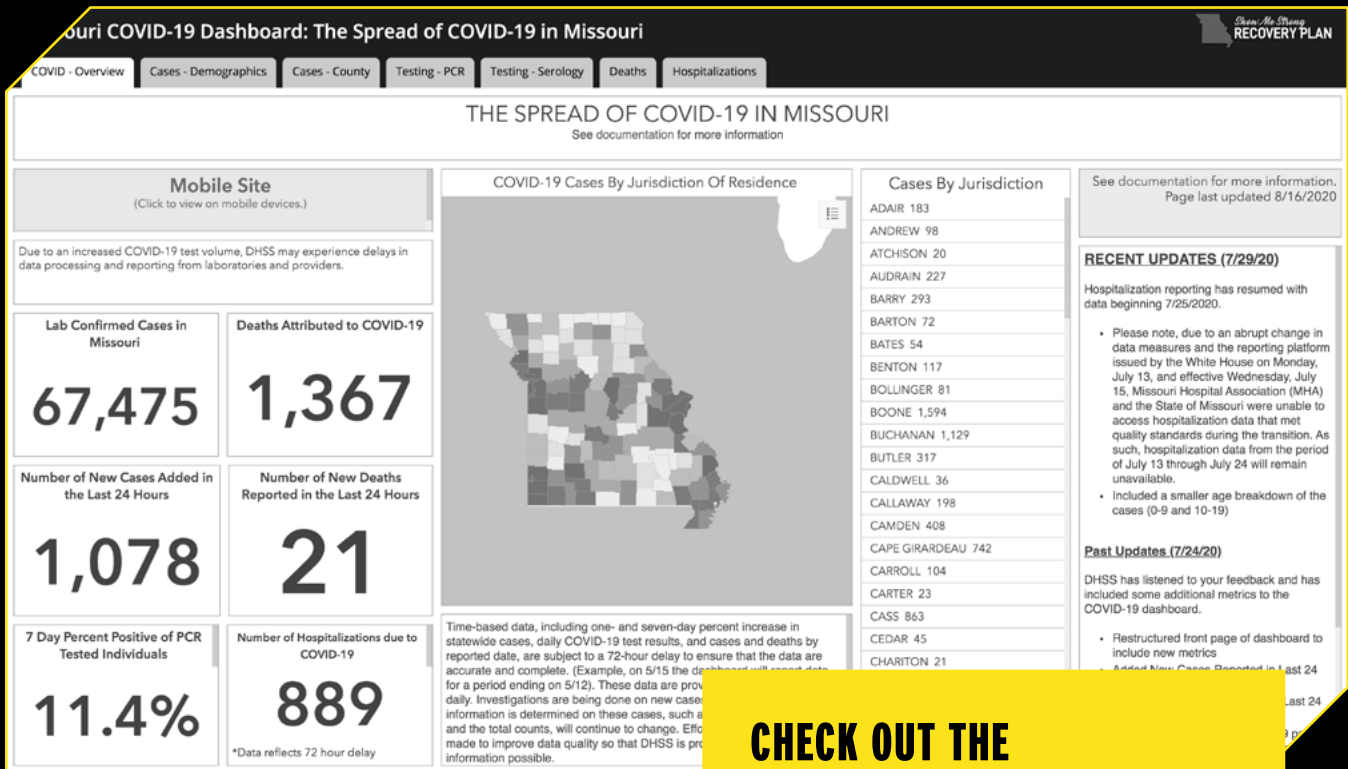 ouri COVID-19 Dashboard: The Spread of COVID-19 in Missouri
Show Me Strong
RECOVERY PLAN
COVID - Overview
Cases - Demographics
Cases - County
Testing - PCR
Testing - Serology
Deaths
Hospitalizations
THE SPREAD OF COVID-19 IN MISSOURI
See documentation for more information
Mobile Site
(Click to view on mobile devices.)
Due to an increased COVID-19 test volume, DHSS may experience delays in
data processing and reporting from laboratories and providers.
Lab Confirmed Cases in
Missouri
67,475
Deaths Attributed to COVID-19
1,367
Number of New Cases Added in
the Last 24 Hours
1,078
Number of New Deaths
Reported in the Last 24 Hours
21
7 Day Percent Positive of PCR
Tested Individuals
11.4%
Number of Hospitalizations due to
COVID-19
889
*Data reflects 72 hour delay
COVID-19 Cases By Jurisdiction Of Residence
Time-based data, including one- and seven-day percent increase in
statewide cases, daily COVID-19 test results, and cases and deaths by
reported date, are subject to a 72-hour delay to ensure that the data are
accurate and complete. (Example, on 5/15 the dashboard will report data
for a period ending on 5/12). These data are prov
daily. Investigations are being done on new case
information is determined on these cases, such a
and the total counts, will continue to change. Effo
made to improve data quality so that DHSS is pro
information possible.
Cases By Jurisdiction
ADAIR 183
ANDREW 98
ATCHISON 20
AUDRAIN 227
BARRY 293
BARTON 72
BATES 54
BENTON 117
BOLLINGER 81
BOONE 1,594
BUCHANAN 1,129
BUTLER 317
CALDWELL 36
CALLAWAY 198
CAMDEN 408
CAPE GIRARDEAU 742
CARROLL 104
CARTER 23
CASS 863
CEDAR 45
CHARITON 21
See documentation for more information.
Page last updated 8/16/2020
RECENT UPDATES (7/29/20)
Hospitalization reporting has resumed with
data beginning 7/25/2020.
• Please note, due to an abrupt change in
data measures and the reporting platform
issued by the White House on Monday,
July 13, and effective Wednesday, July
15, Missouri Hospital Association (MHA)
and the State of Missouri were unable to
access hospitalization data that met
quality standards during the transition. As
such, hospitalization data from the period
of July 13 through July 24 will remain
unavailable.
• Included a smaller age breakdown of the
cases (0-9 and 10-19)
Past Updates (7/24/20)
DHSS has listened to your feedback and has
included some additional metrics to the
COVID-19 dashboard.
• Restructured front page of dashboard to
include new metrics
• Added New Cases Reported in Last 24
Last 24
CHECK OUT THE